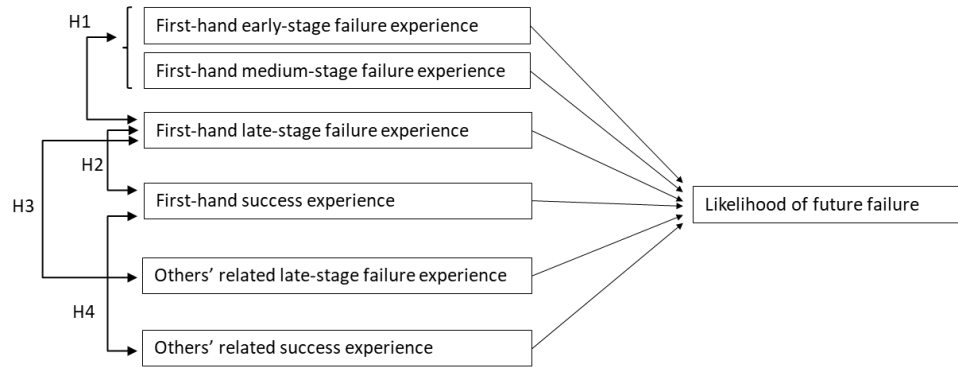 H1
First-hand early-stage failure experience
First-hand medium-stage failure experience
First-hand late-stage failure experience
H2
First-hand success experience
H3
Likelihood of future failure
Others’ related late-stage failure experience
H4
Others’ related success experience